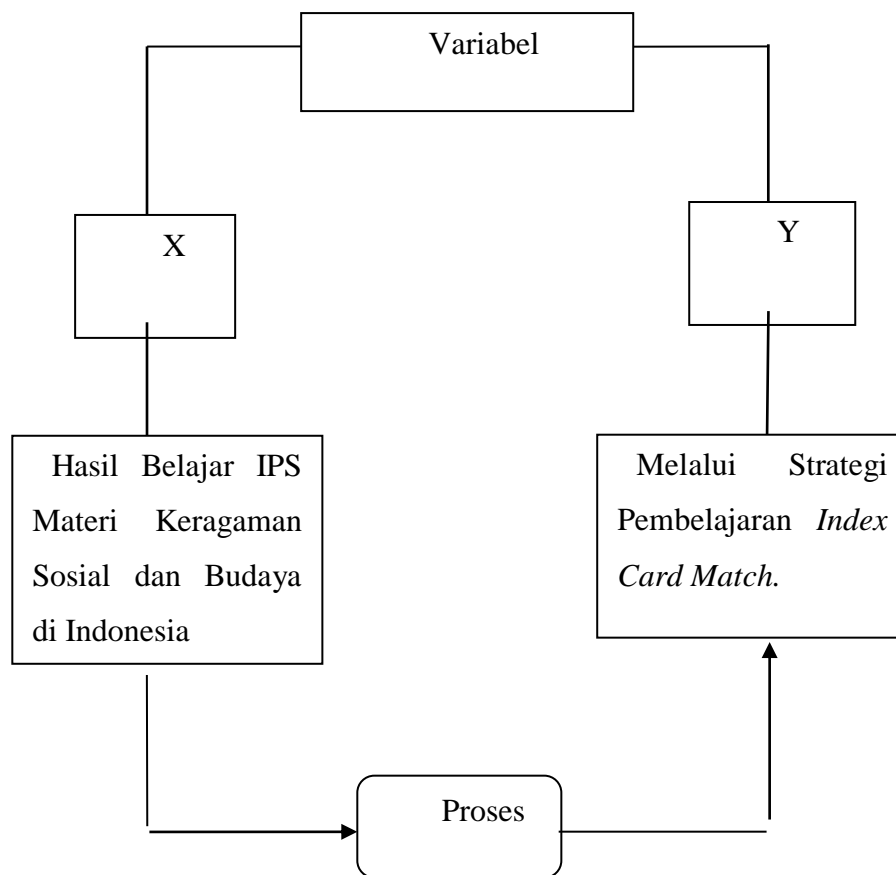 Variabel
X
Y
Hasil Belajar IPS
Materi Keragaman
Sosial dan Budaya
di Indonesia
Melalui Strategi
Pembelajaran Index
Card Match.
Proses